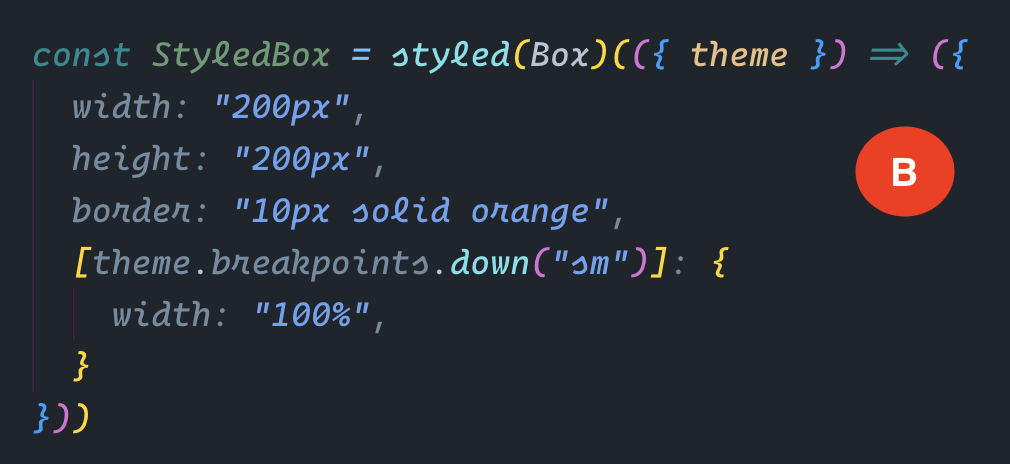 const StyledBox = styled(Box)(({ theme }) => ({
width: "200px",
height: "200px",
B
border: "10px solid orange",
[theme.breakpoints.down("sm")]: {
width: "100%",
}
}))